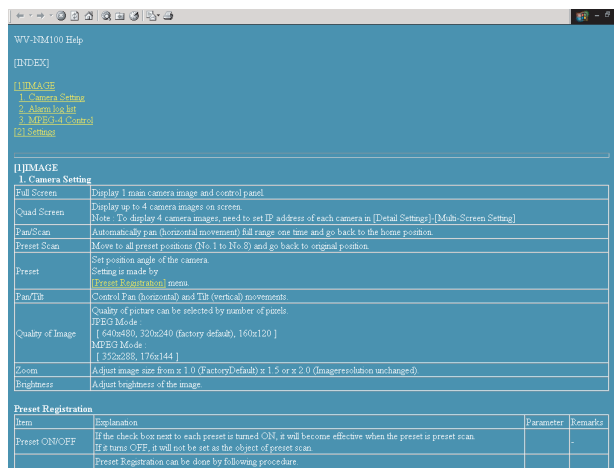 WV-NM100 Help
[INDEX]
[1]IMAGE
1. Camera Setting
2. Alarm log list
3. MPEG-4 Control
[2] Settings
[1]IMAGE
1. Camera Setting
Full Screen Display 1 main camera image and control panel.
Quad Screen Display up to 4 camera images on screen.
Note : To display 4 camera images, need to set IP address of each camera in [Detail Settings]-[Multi-Screen Setting]
Pan/Scan Automatically pan (horizontal movement) full range one time and go back to the home position.
Preset Scan Move to all preset positions (No.1 to No.8) and go back to original position.
Preset Set position angle of the camera.
Setting is made by
[Preset Registration] menu.
Pan/Tilt Control Pan (horizontal) and Tilt (vertical) movements.
Quality of Image Quality of picture can be selected by number of pixels.
JPEG Mode :
[ 640x480, 320x240 (factory default), 160x120 ]
MPEG Mode :
[ 352x288, 176x144 ]
Zoom Adjust image size from x 1.0 (FactoryDefault) x 1.5 or x 2.0 (Imageresolution unchanged).
Brightness Adjust brightness of the image.
Preset Registration
Item Explanation Parameter Remarks
Preset ON/OFF If the check box next to each preset is turned ON, it will become effective when the preset is preset scan. -
If it turns OFF, it will not be set as the object of preset scan.
Preset Registration can be done by following procedure.